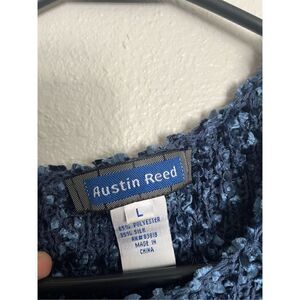 Austin Reed
L
65% POLYESTER
35% SILK
MADE IN
CHINA